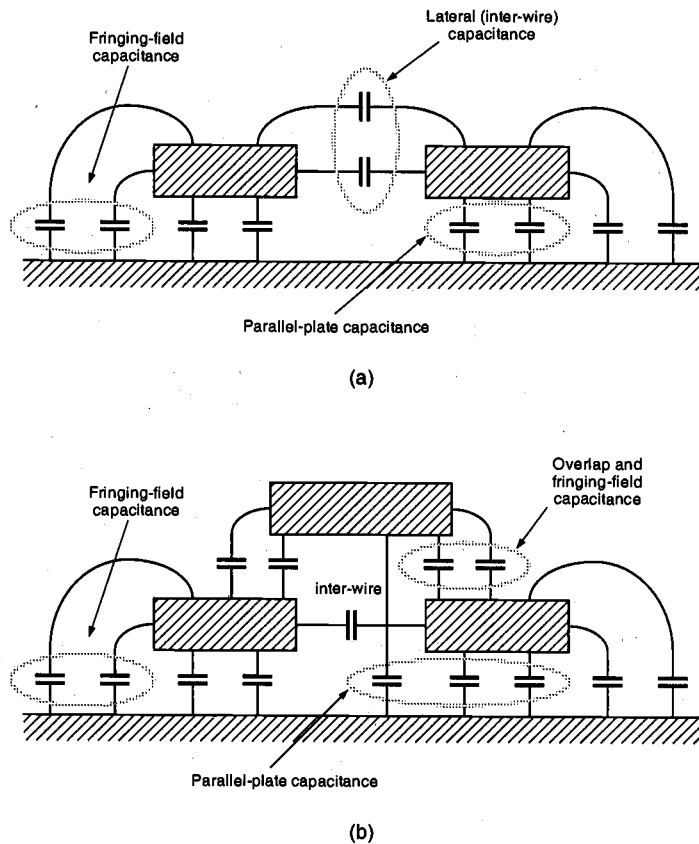 Lateral (inter-wire)
capacitance
Fringing-field
capacitance
Parallel-plate capacitance
(a)
Fringing-field
capacitance
Overlap and
fringing-field
capacitance
inter-wire
Parallel-plate capacitance
(b)